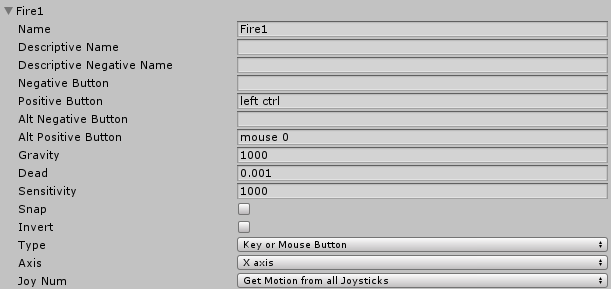 Fire1
Name Fire1
Descriptive Name
Descriptive Negative Name
Negative Button
Positive Button left ctrl
Alt Negative Button
Alt Positive Button mouse 0
Gravity 1000
Dead 0.001
Sensitivity 1000
Snap
Invert
Type Key or Mouse Button
Axis X axis
Joy Num Get Motion from all Joysticks